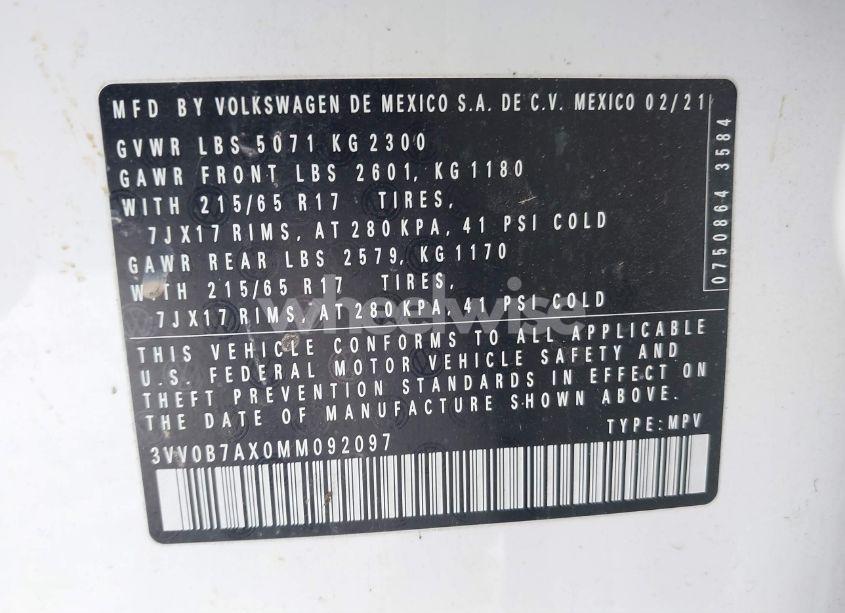 MFD BY VOLKSWAGEN DE MEXICO S.A. DE C.V. MEXICO 02/21
GVWR LBS 5071 KG 2300
GAWR FRONT LBS 2601, KG 1180
WITH 215/65 R17 TIRES,
7JX17 RIMS, AT 280 KPA, 41 PSI COLD
GAWR REAR LBS 2579, KG 1170
WITH 215/65 R17 TIRES,
7JX17 RIMS, AT 280 KPA, 41 PSI COLD
THIS VEHICLE CONFORMS TO ALL APPLICABLE
U.S. FEDERAL MOTOR VEHICLE SAFETY AND
THEFT PREVENTION STANDARDS IN EFFECT ON
THE DATE OF MANUFACTURE SHOWN ABOVE.
TYPE: MPV
3VV0B7AX0MM092097
0750864 3584
wheelwise